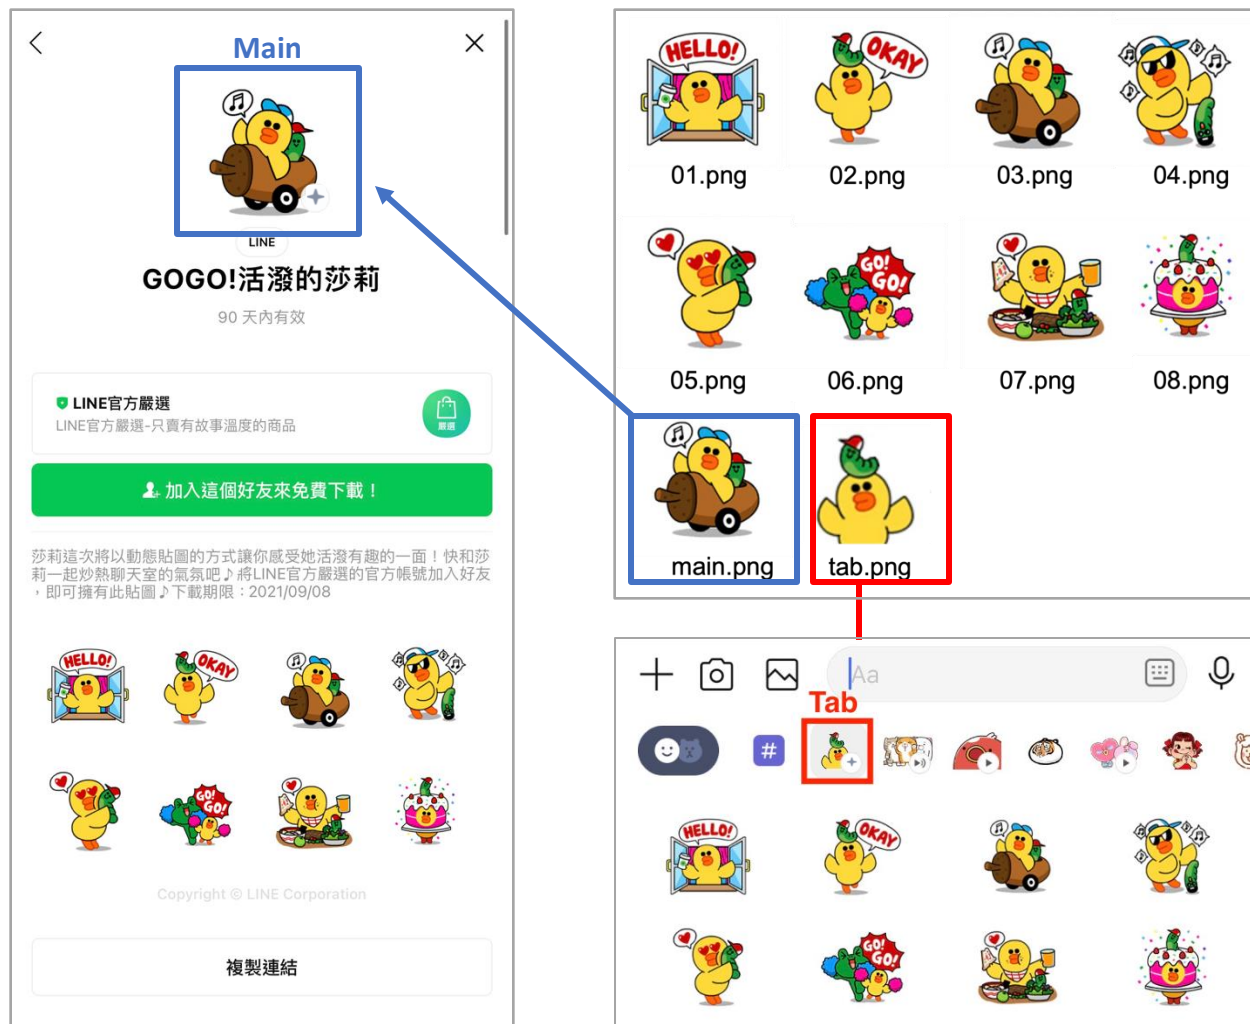 Main
LINE
GOGO!活潑的莎莉
90 天內有效
LINE官方嚴選
LINE官方嚴選-只賣有故事溫度的商品
嚴選
加入這個好友來免費下載！
莎莉這次將以動態貼圖的方式讓你感受她活潑有趣的一面！快和莎
莉一起炒熱聊天室的氣氛吧♪將LINE官方嚴選的官方帳號加入好友
，即可擁有此貼圖♪下載期限：2021/09/08
HELLO!
OKAY
GO!
GO!
Copyright © LINE Corporation
複製連結
HELLO!
OKAY
01.png
02.png
03.png
04.png
GO!
GO!
05.png
06.png
07.png
08.png
main.png
tab.png
Aa
Tab
#
HELLO!
OKAY
GO!
GO!